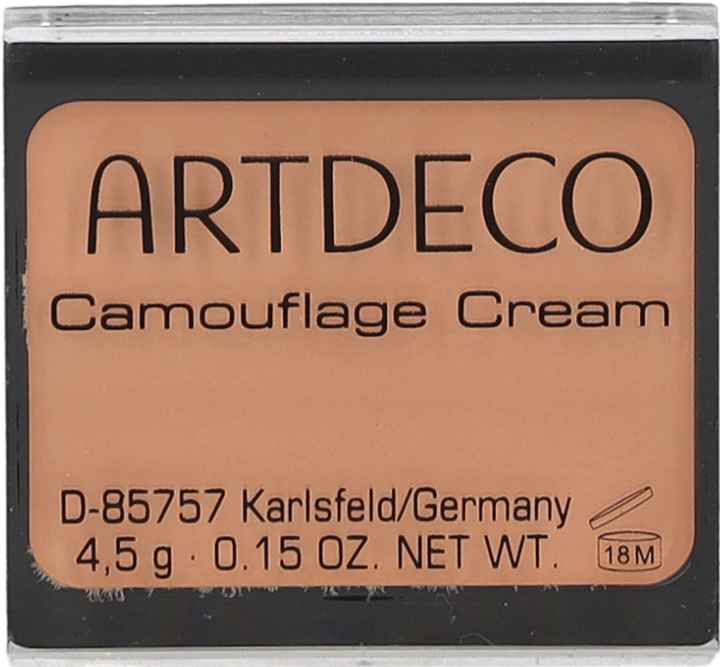 ARTDECO
Camouflage Cream
D-85757 Karlsfeld/Germany
4,5 g · 0.15 OZ. NET WT.
18M